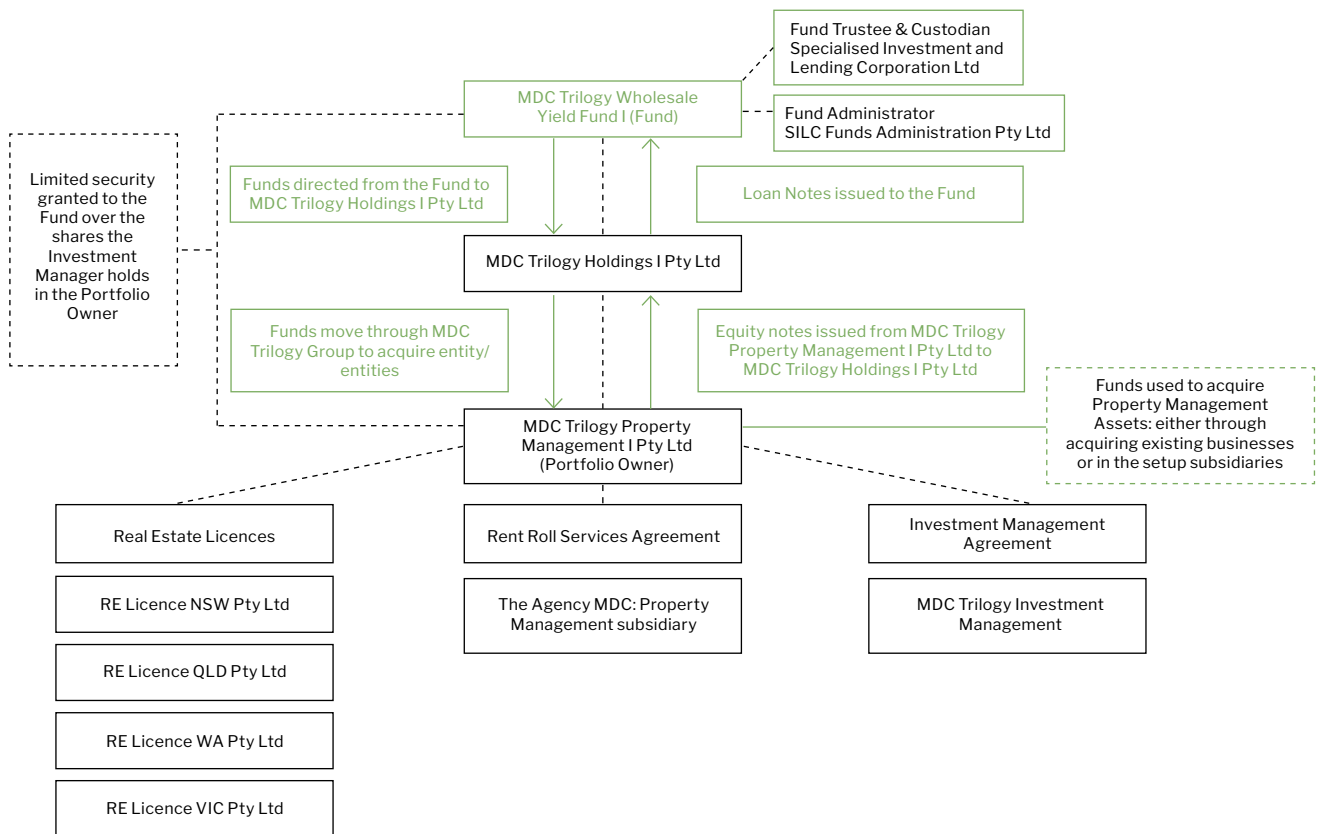 Fund Trustee & Custodian
Specialised Investment and
Lending Corporation Ltd
MDC Trilogy Wholesale
Yield Fund I (Fund)
Fund Administrator
SILC Funds Administration Pty Ltd
Limited security
granted to the
Fund over the
shares the
Investment
Manager holds
in the Portfolio
Owner
Funds directed from the Fund to
MDC Trilogy Holdings I Pty Ltd
Loan Notes issued to the Fund
MDC Trilogy Holdings I Pty Ltd
Funds move through MDC
Trilogy Group to acquire entity/
entities
Equity notes issued from MDC Trilogy
Property Management I Pty Ltd to
MDC Trilogy Holdings I Pty Ltd
Funds used to acquire
Property Management
Assets: either through
acquiring existing businesses
or in the setup subsidiaries
MDC Trilogy Property
Management I Pty Ltd
(Portfolio Owner)
Real Estate Licences
Rent Roll Services Agreement
Investment Management
Agreement
RE Licence NSW Pty Ltd
The Agency MDC: Property
Management subsidiary
MDC Trilogy Investment
Management
RE Licence QLD Pty Ltd
RE Licence WA Pty Ltd
RE Licence VIC Pty Ltd